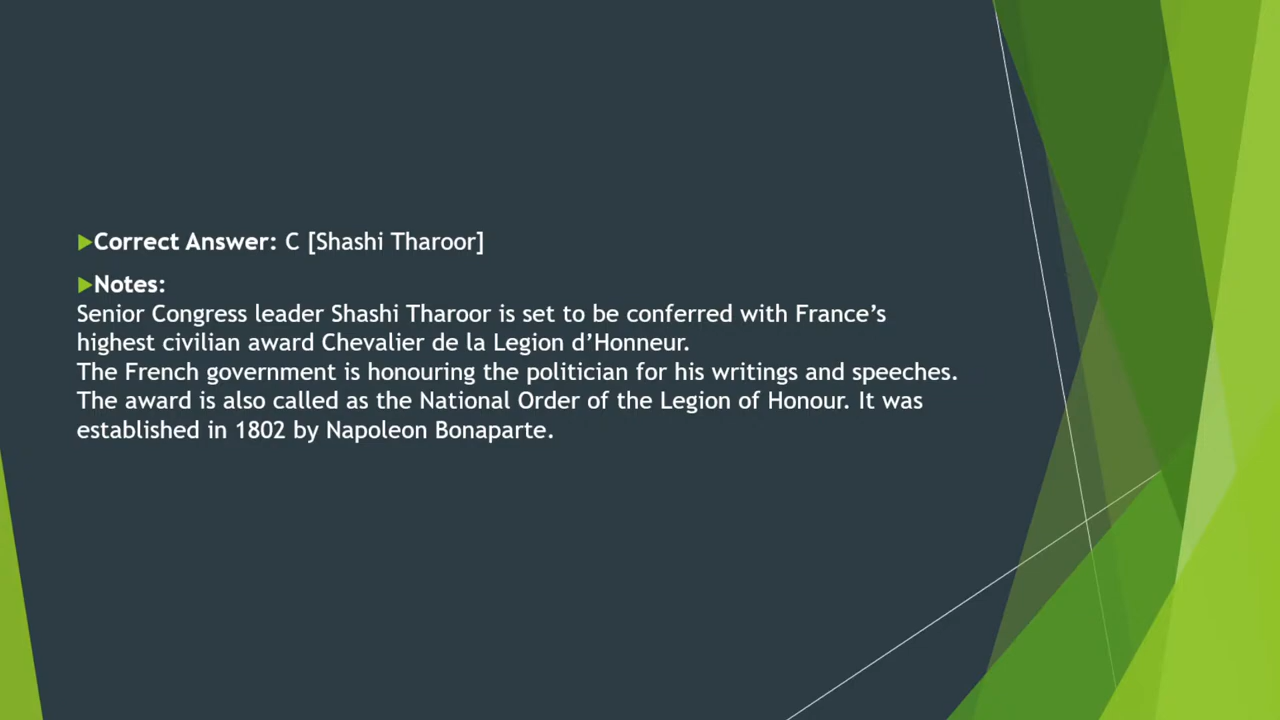 Correct Answer: C [Shashi Tharoor]
Notes:
Senior Congress leader Shashi Tharoor is set to be conferred with France’s
highest civilian award Chevalier de la Legion d’Honneur.
The French government is honouring the politician for his writings and speeches.
The award is also called as the National Order of the Legion of Honour. It was
established in 1802 by Napoleon Bonaparte.